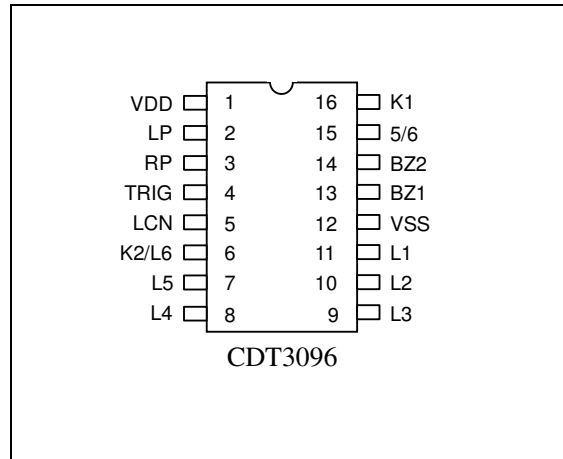 VDD 1 16 K1
LP 2 15 5/6
RP 3 14 BZ2
TRIG 4 13 BZ1
LCN 5 12 VSS
K2/L6 6 11 L1
L5 7 10 L2
L4 8 9 L3
CDT3096